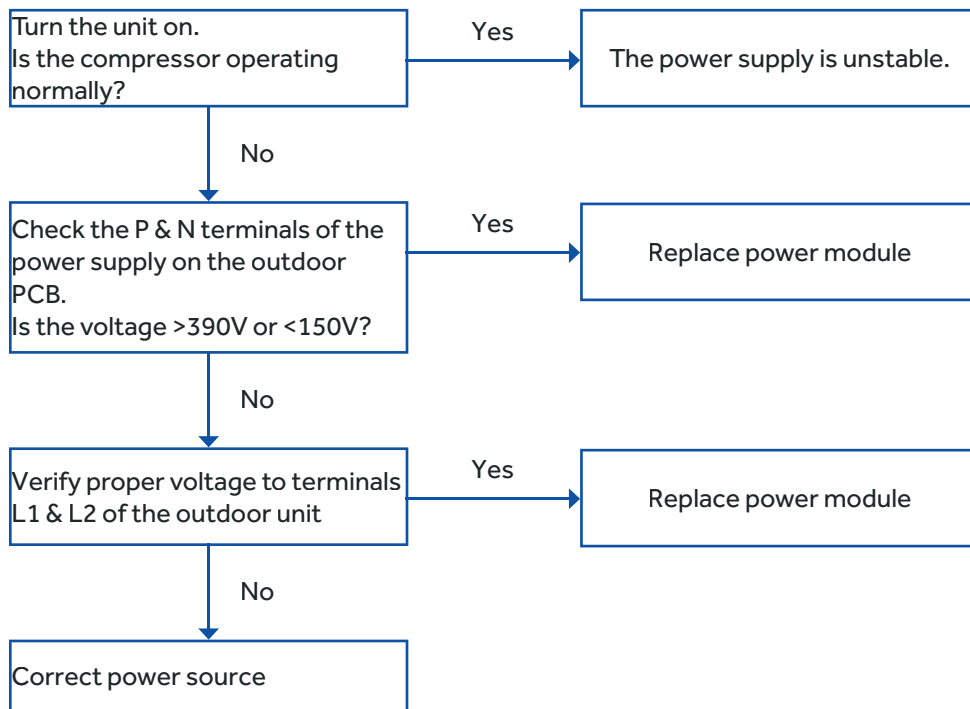 Turn the unit on.
Is the compressor operating
normally?
Yes
The power supply is unstable.
No
Check the P & N terminals of the
power supply on the outdoor
PCB.
Is the voltage >390V or <150V?
Yes
Replace power module
No
Verify proper voltage to terminals
L1 & L2 of the outdoor unit
Yes
Replace power module
No
Correct power source